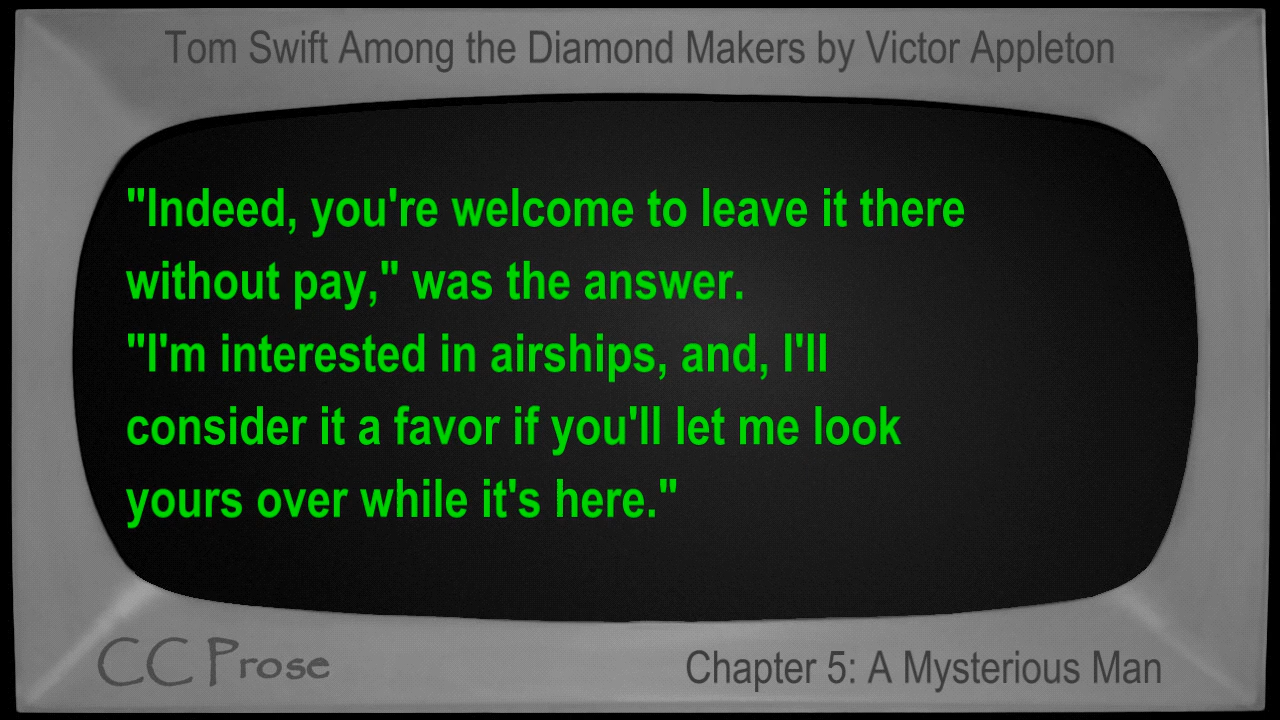 Tom Swift Among the Diamond Makers by Victor Appleton
"Indeed, you're welcome to leave it there
without pay," was the answer.
"I'm interested in airships, and, I'll
consider it a favor if you'll let me look
yours over while it's here."
CC Prose
Chapter 5: A Mysterious Man